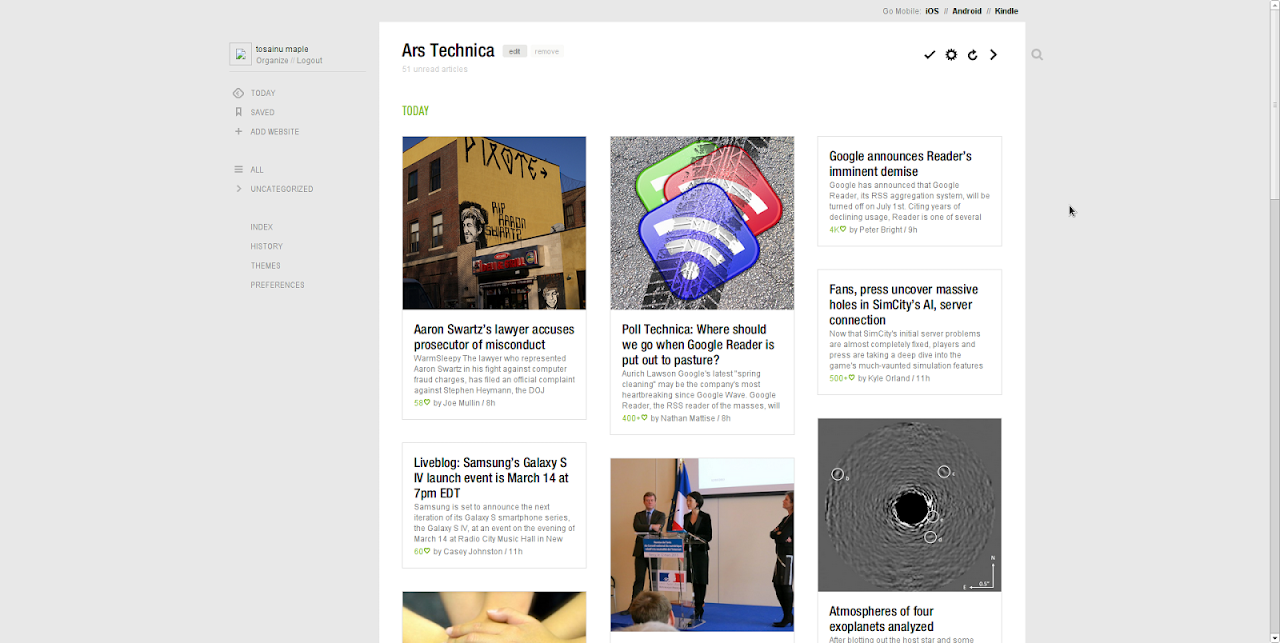 Go Mobile: iOS // Android // Kindle
tosainu maple
Organize // Logout
TODAY
SAVED
ADD WEBSITE
ALL
UNCATEGORIZED
INDEX
HISTORY
THEMES
PREFERENCES
Ars Technica edit remove
51 unread articles
TODAY
PIXOTE
RIP
AARON
SWARTZ
Aaron Swartz's lawyer accuses
prosecutor of misconduct
WarmSleepy The lawyer who represented
Aaron Swartz in his fight against computer
fraud charges, has filed an official complaint
against Stephen Heymann, the DOJ
58 by Joe Mullin / 8h
Liveblog: Samsung's Galaxy S
IV launch event is March 14 at
7pm EDT
Samsung is set to announce the next
iteration of its Galaxy S smartphone series,
the Galaxy S IV, at an event on the evening of
March 14 at Radio City Music Hall in New
60 by Casey Johnston / 11h
Poll Technica: Where should
we go when Google Reader is
put out to pasture?
Aurich Lawson Google's latest "spring
cleaning" may be the company's most
heartbreaking since Google Wave. Google
Reader, the RSS reader of the masses, will
400+ by Nathan Mattise / 8h
Google announces Reader's
imminent demise
Google has announced that Google
Reader, its RSS aggregation system, will be
turned off on July 1st. Citing years of
declining usage, Reader is one of several
4K by Peter Bright / 9h
Fans, press uncover massive
holes in SimCity's AI, server
connection
Now that SimCity's initial server problems
are almost completely fixed, players and
press are taking a deep dive into the
game's much-vaunted simulation features
500+ by Kyle Orland / 11h
b
c
d
N
E 0.5"
Atmospheres of four
exoplanets analyzed
After blotting out the host star and some